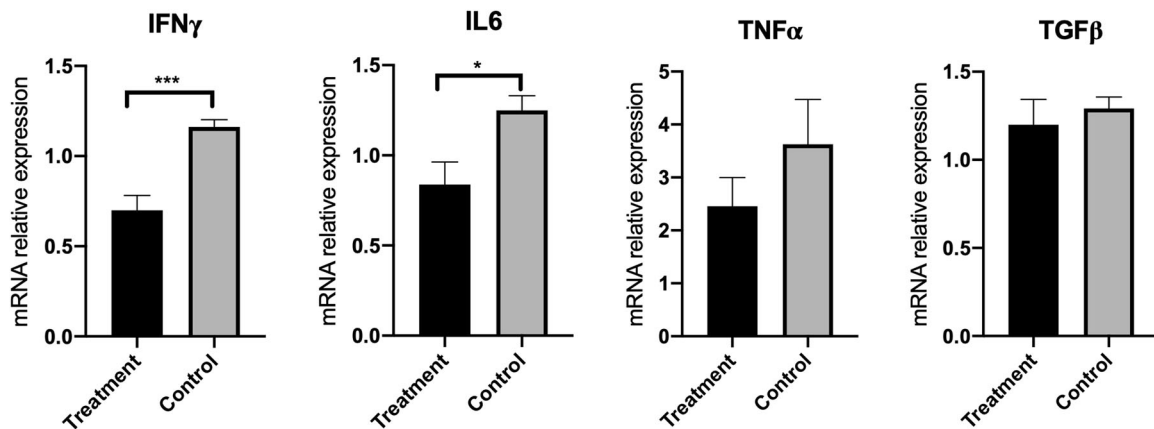 IFNγ
mRNA relative expression
1.5
1.0
0.5
0.0
***
Treatment
Control
IL6
mRNA relative expression
1.5
1.0
0.5
0.0
*
Treatment
Control
TNFα
mRNA relative expression
5
4
3
2
1
0
Treatment
Control
TGFβ
mRNA relative expression
1.5
1.0
0.5
0.0
Treatment
Control